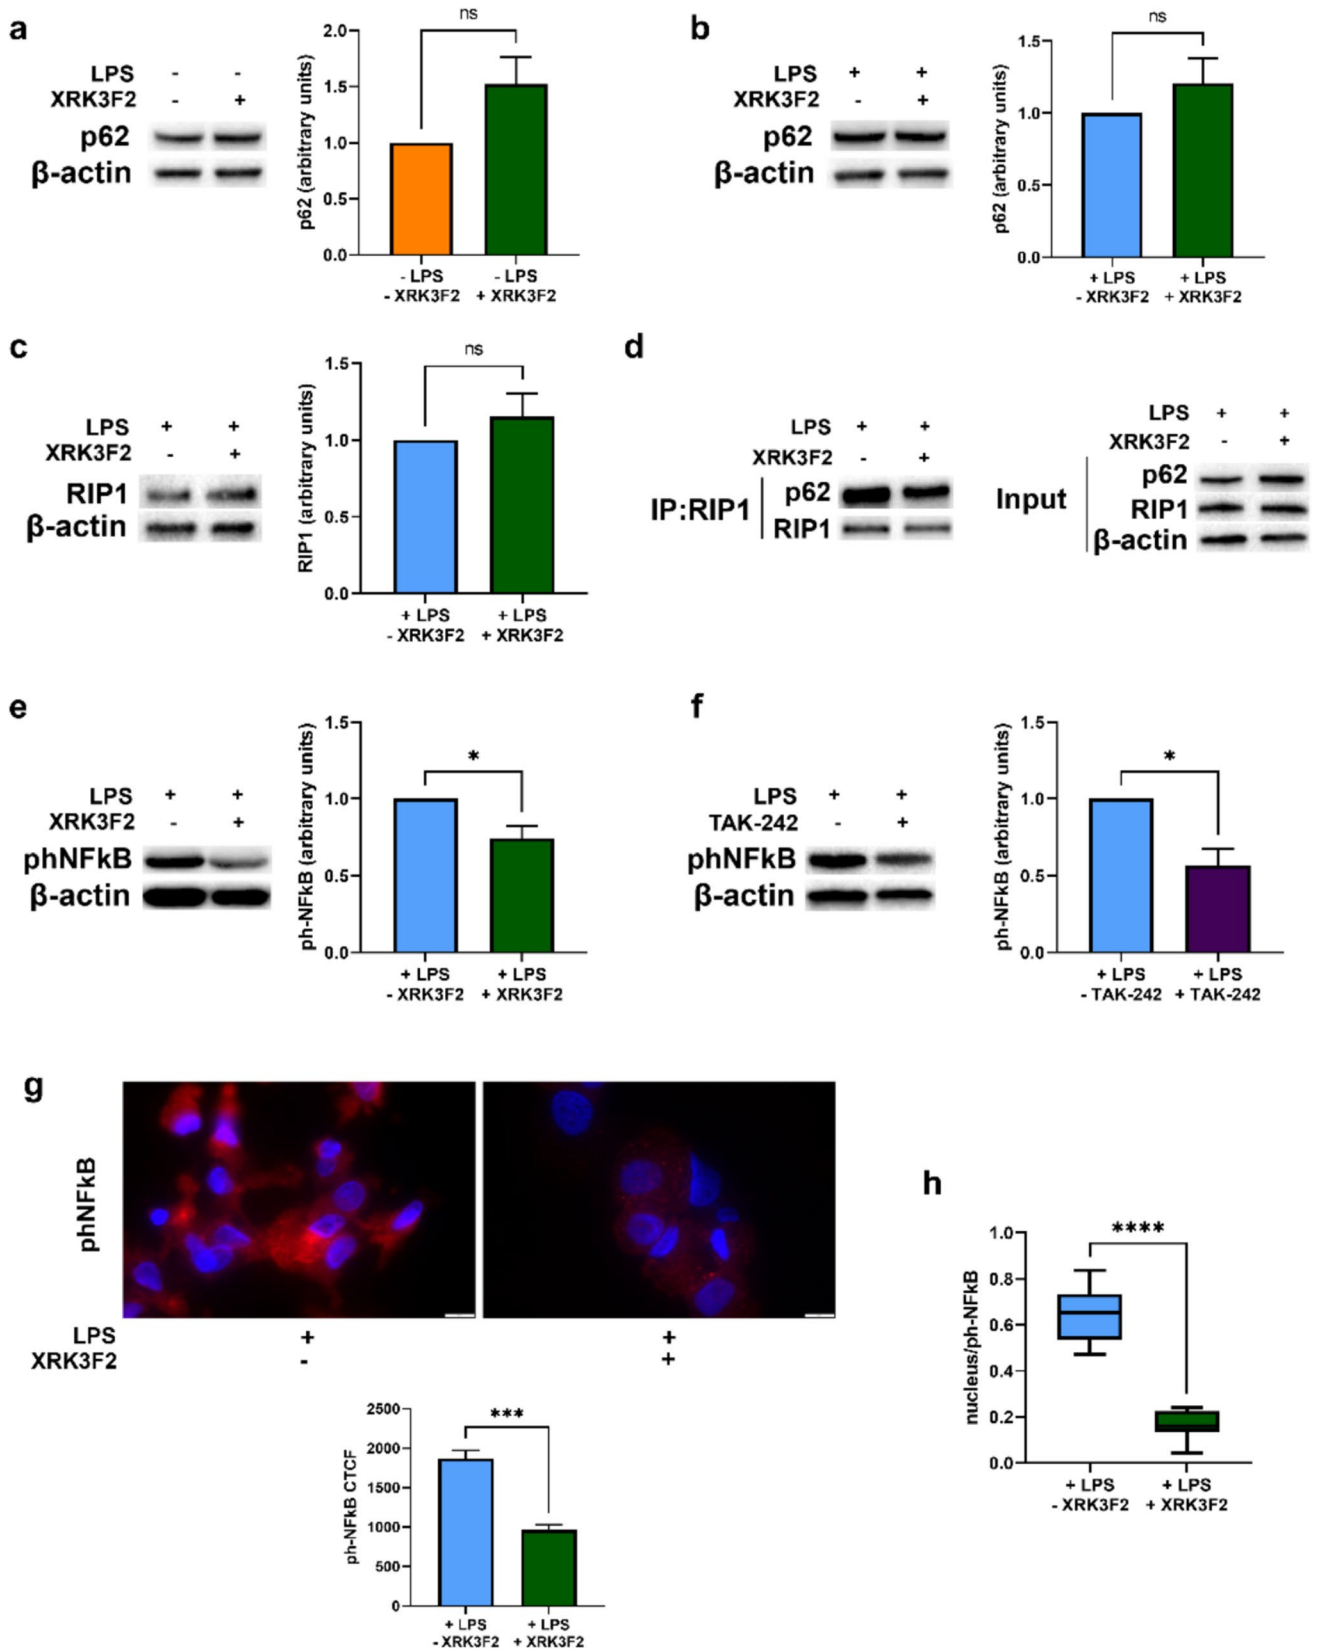 a
LPS - -
XRK3F2 - +
p62
β-actin
p62 (arbitrary units)
2.0
1.5
1.0
0.5
0.0
ns
- LPS - LPS
- XRK3F2 + XRK3F2
b
LPS + +
XRK3F2 - +
p62
β-actin
p62 (arbitrary units)
1.5
1.0
0.5
0.0
ns
+ LPS + LPS
- XRK3F2 + XRK3F2
c
LPS + +
XRK3F2 - +
RIP1
β-actin
RIP1 (arbitrary units)
1.5
1.0
0.5
0.0
ns
+ LPS + LPS
- XRK3F2 + XRK3F2
d
LPS + +
XRK3F2 - +
IP:RIP1
p62
RIP1
LPS + +
XRK3F2 - +
Input
p62
RIP1
β-actin
e
LPS + +
XRK3F2 - +
phNFkB
β-actin
ph-NFkB (arbitrary units)
1.5
1.0
0.5
0.0
*
+ LPS + LPS
- XRK3F2 + XRK3F2
f
LPS + +
TAK-242 - +
phNFkB
β-actin
ph-NFkB (arbitrary units)
1.5
1.0
0.5
0.0
*
+ LPS + LPS
- TAK-242 + TAK-242
g
phNFkB
LPS + +
XRK3F2 - +
ph-NFkB CTCF
2500
2000
1500
1000
500
0
***
+ LPS + LPS
- XRK3F2 + XRK3F2
h
nucleus/ph-NFkB
1.0
0.8
0.6
0.4
0.2
0.0
****
+ LPS + LPS
- XRK3F2 + XRK3F2